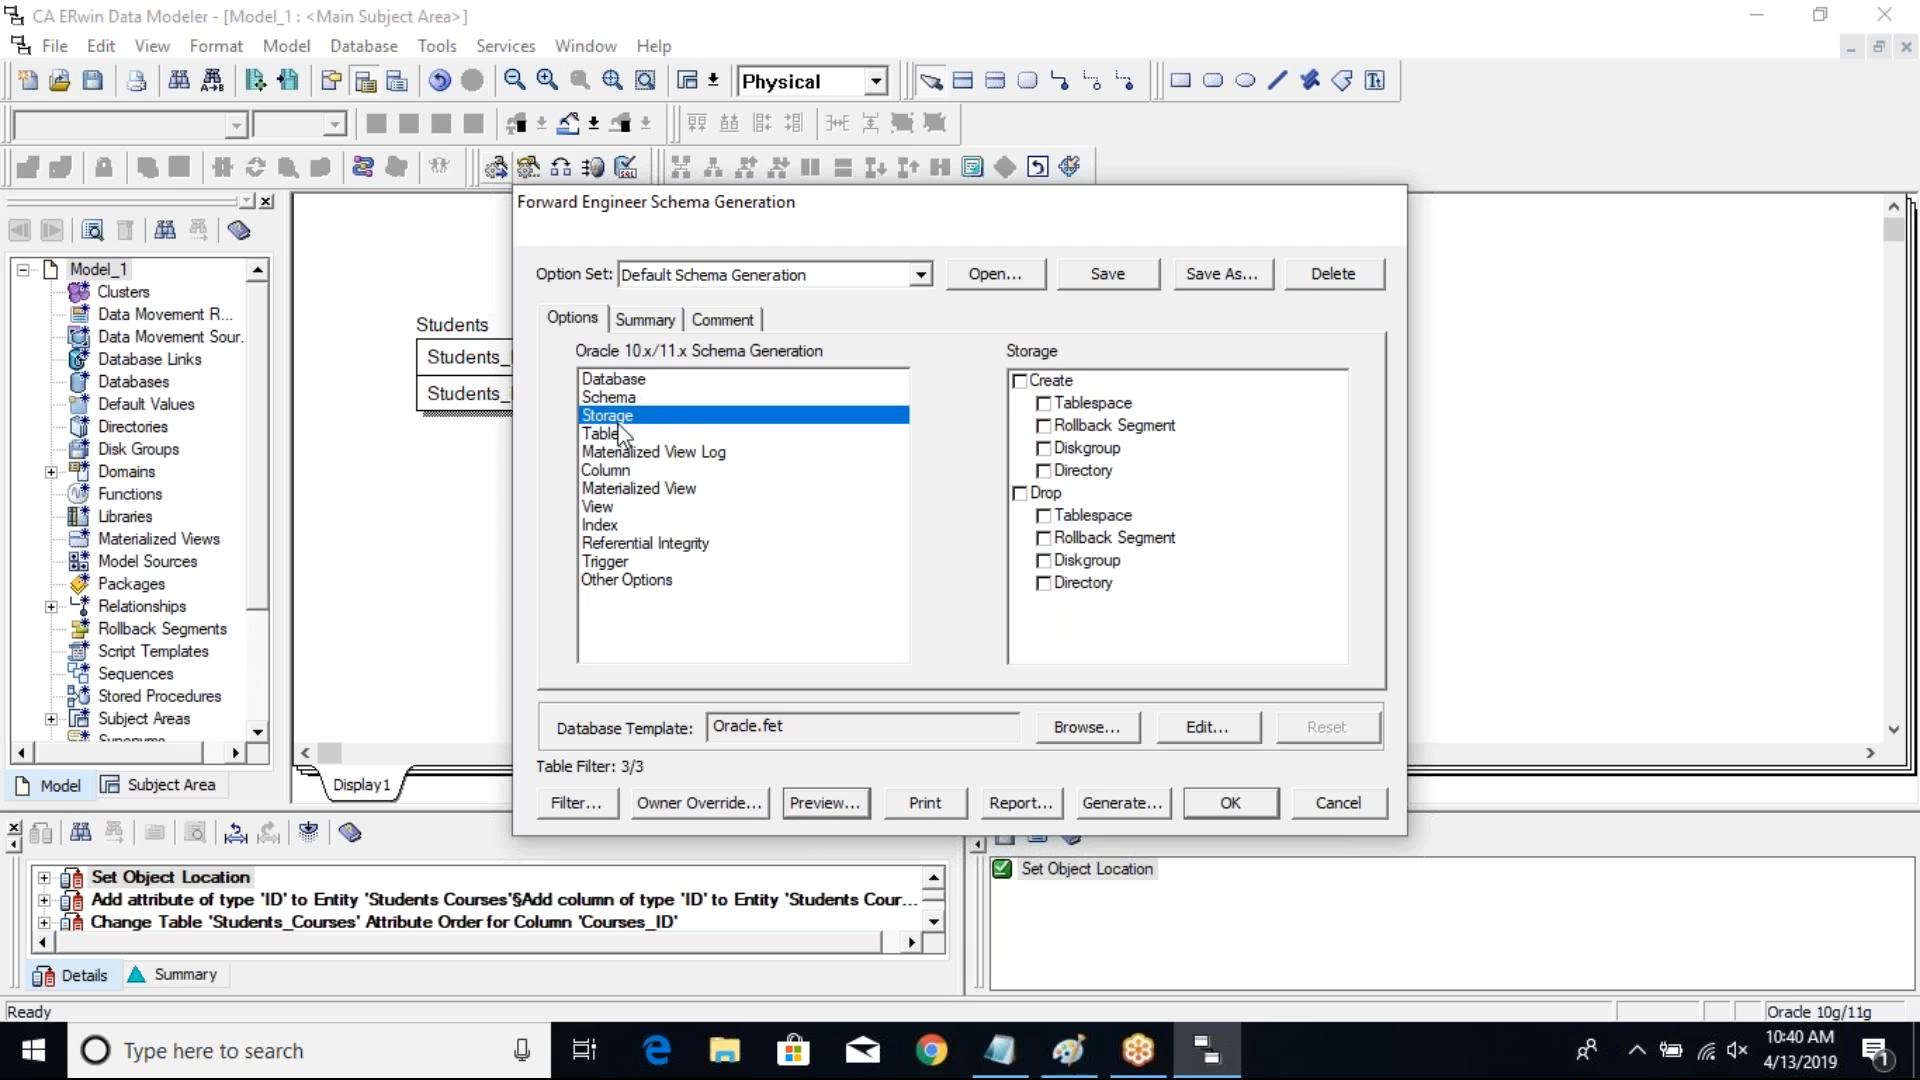 CA ERwin Data Modeler - [Model_1 : <Main Subject Area>]
File Edit View Format Model Database Tools Services Window Help
Physical
Forward Engineer Schema Generation
Option Set: Default Schema Generation Open... Save Save As... Delete
Options Summary Comment
Oracle 10.x/11.x Schema Generation
Database
Schema
Storage
Table
Materialized View Log
Column
Materialized View
View
Index
Referential Integrity
Trigger
Other Options
Storage
Create
Tablespace
Rollback Segment
Diskgroup
Directory
Drop
Tablespace
Rollback Segment
Diskgroup
Directory
Database Template: Oracle.fet Browse... Edit... Reset
Table Filter: 3/3
Filter... Owner Override... Preview... Print Report... Generate... OK Cancel
Model_1
Clusters
Data Movement R...
Data Movement Sour.
Database Links
Databases
Default Values
Directories
Disk Groups
Domains
Functions
Libraries
Materialized Views
Model Sources
Packages
Relationships
Rollback Segments
Script Templates
Sequences
Stored Procedures
Subject Areas
Model Subject Area
Students
Students_
Students_
Display1
Set Object Location
Add attribute of type 'ID' to Entity 'Students Courses'§Add column of type 'ID' to Entity 'Students Cour...
Change Table 'Students_Courses' Attribute Order for Column 'Courses_ID'
Details Summary
Set Object Location
Ready
Oracle 10g/11g
Type here to search
10:40 AM
4/13/2019
1